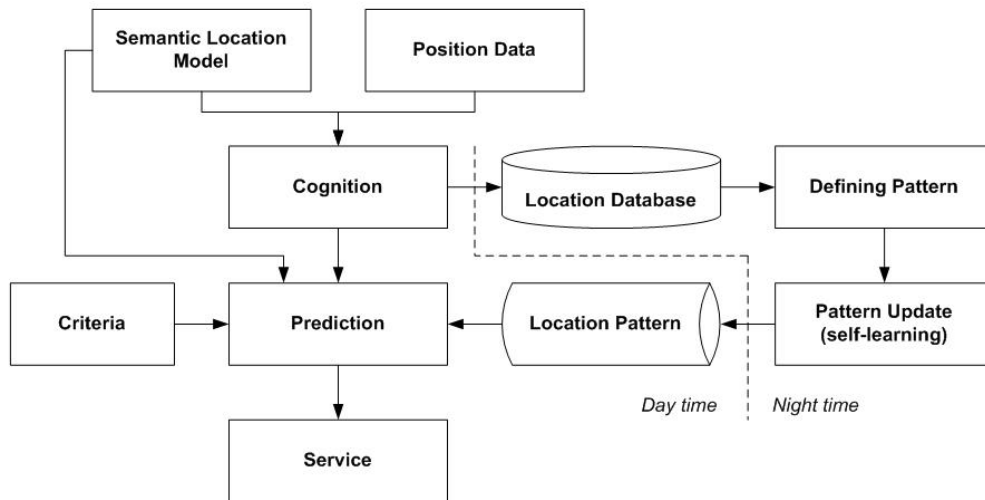 Semantic Location
Model
Position Data
Cognition
Location Database
Defining Pattern
Criteria
Prediction
Location Pattern
Pattern Update
(self-learning)
Day time
Night time
Service